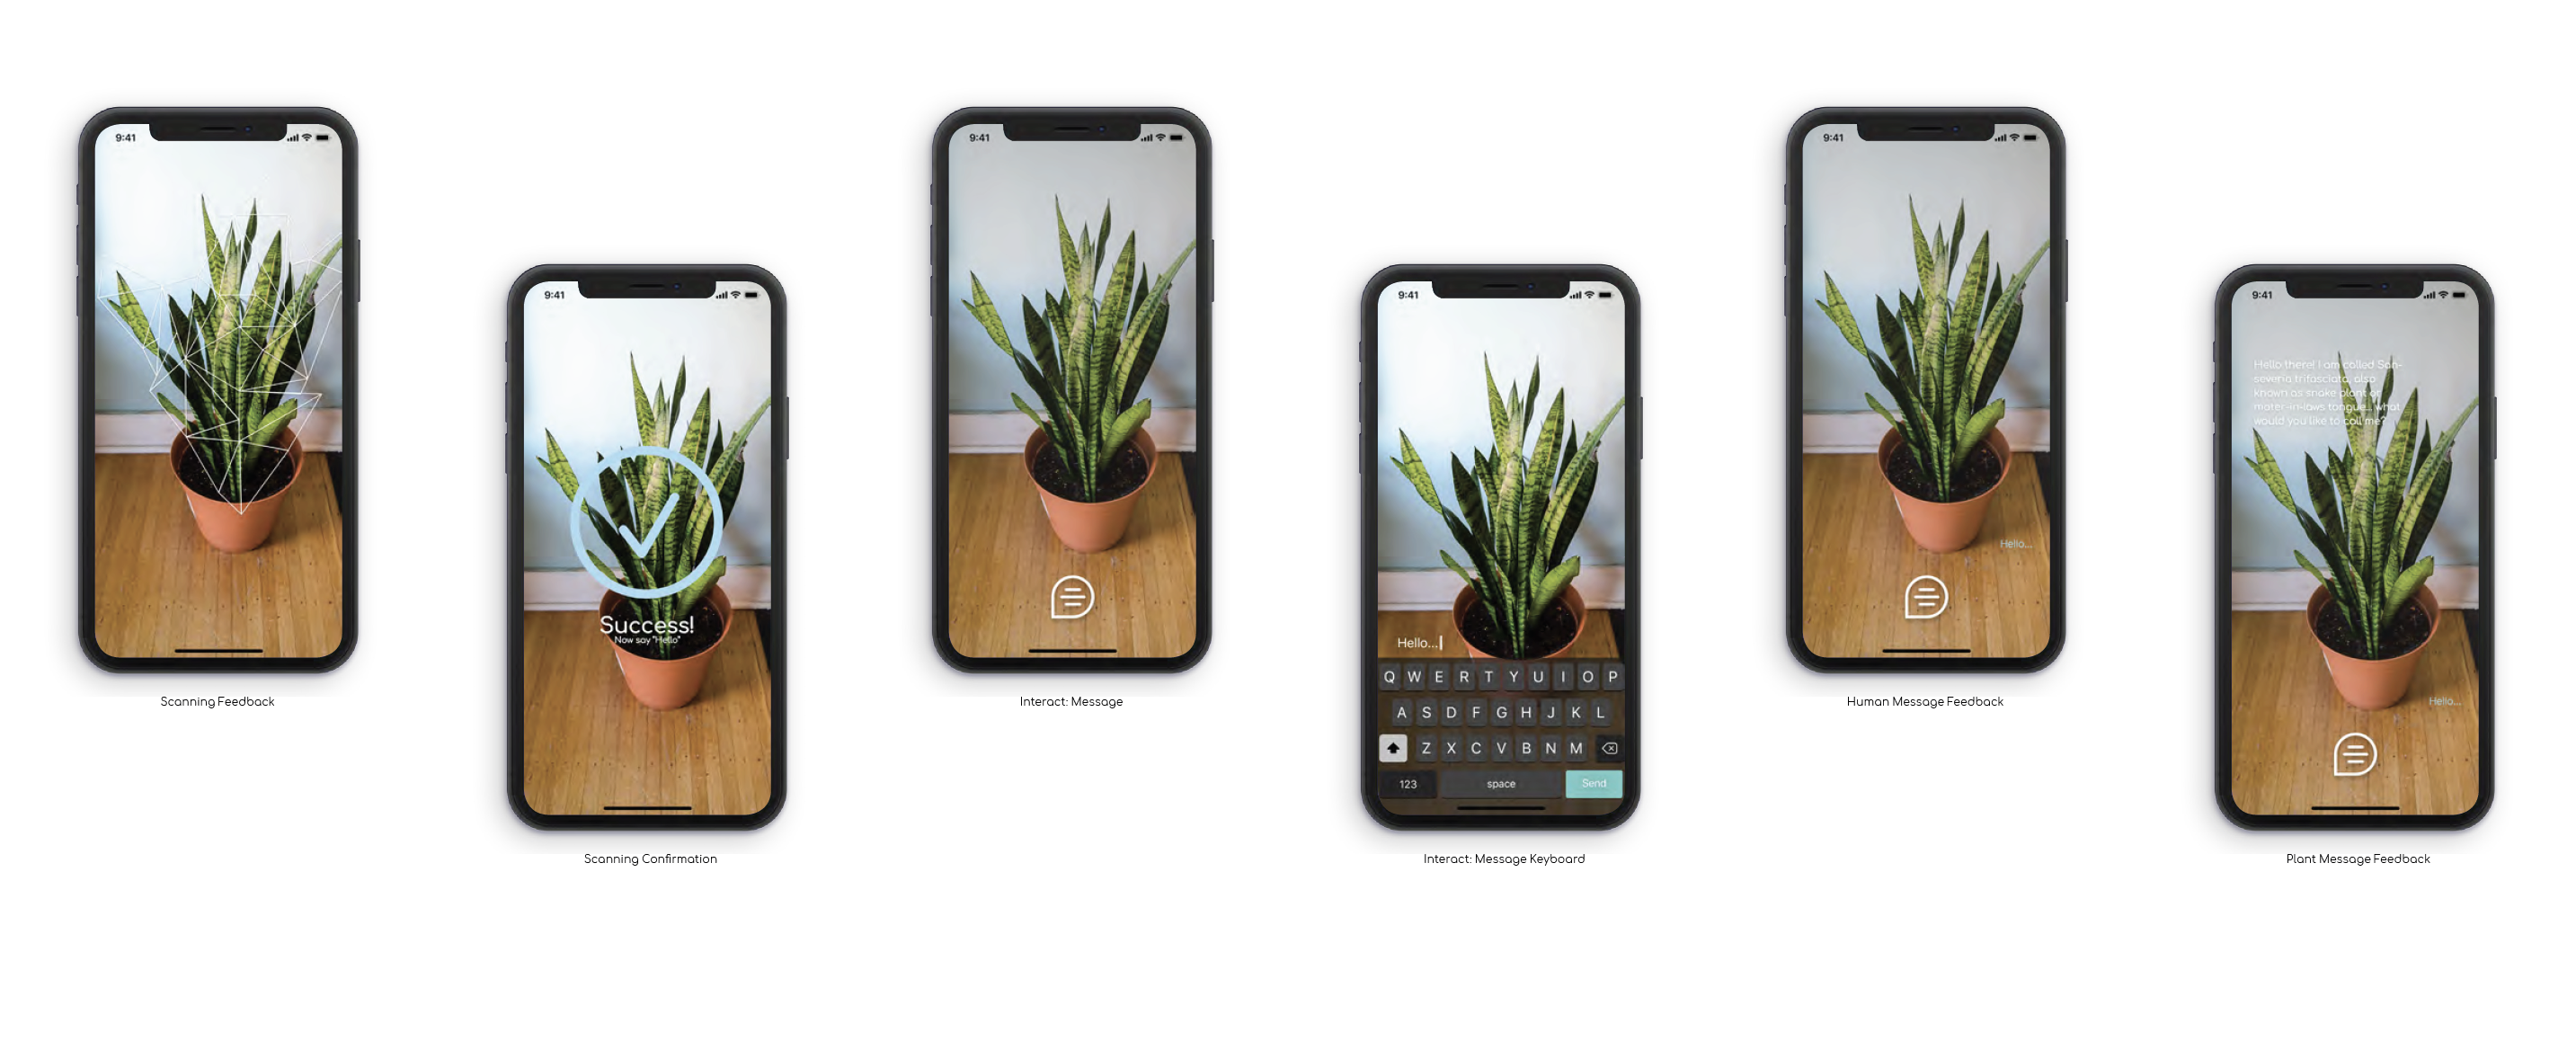 9:41
Scanning Feedback
9:41
Success!
Now say "Hello"
Scanning Confirmation
9:41
Interact: Message
9:41
Hello...
Q W E R T Y U I O P
A S D F G H J K L
Z X C V B N M
123 space Send
Interact: Message Keyboard
9:41
Hello...
Human Message Feedback
9:41
Hello there! I am called San-
severia trifasciata, also
known as snake plant or
mater-in-laws tongue... what
would you like to call me?
Hello...
Plant Message Feedback